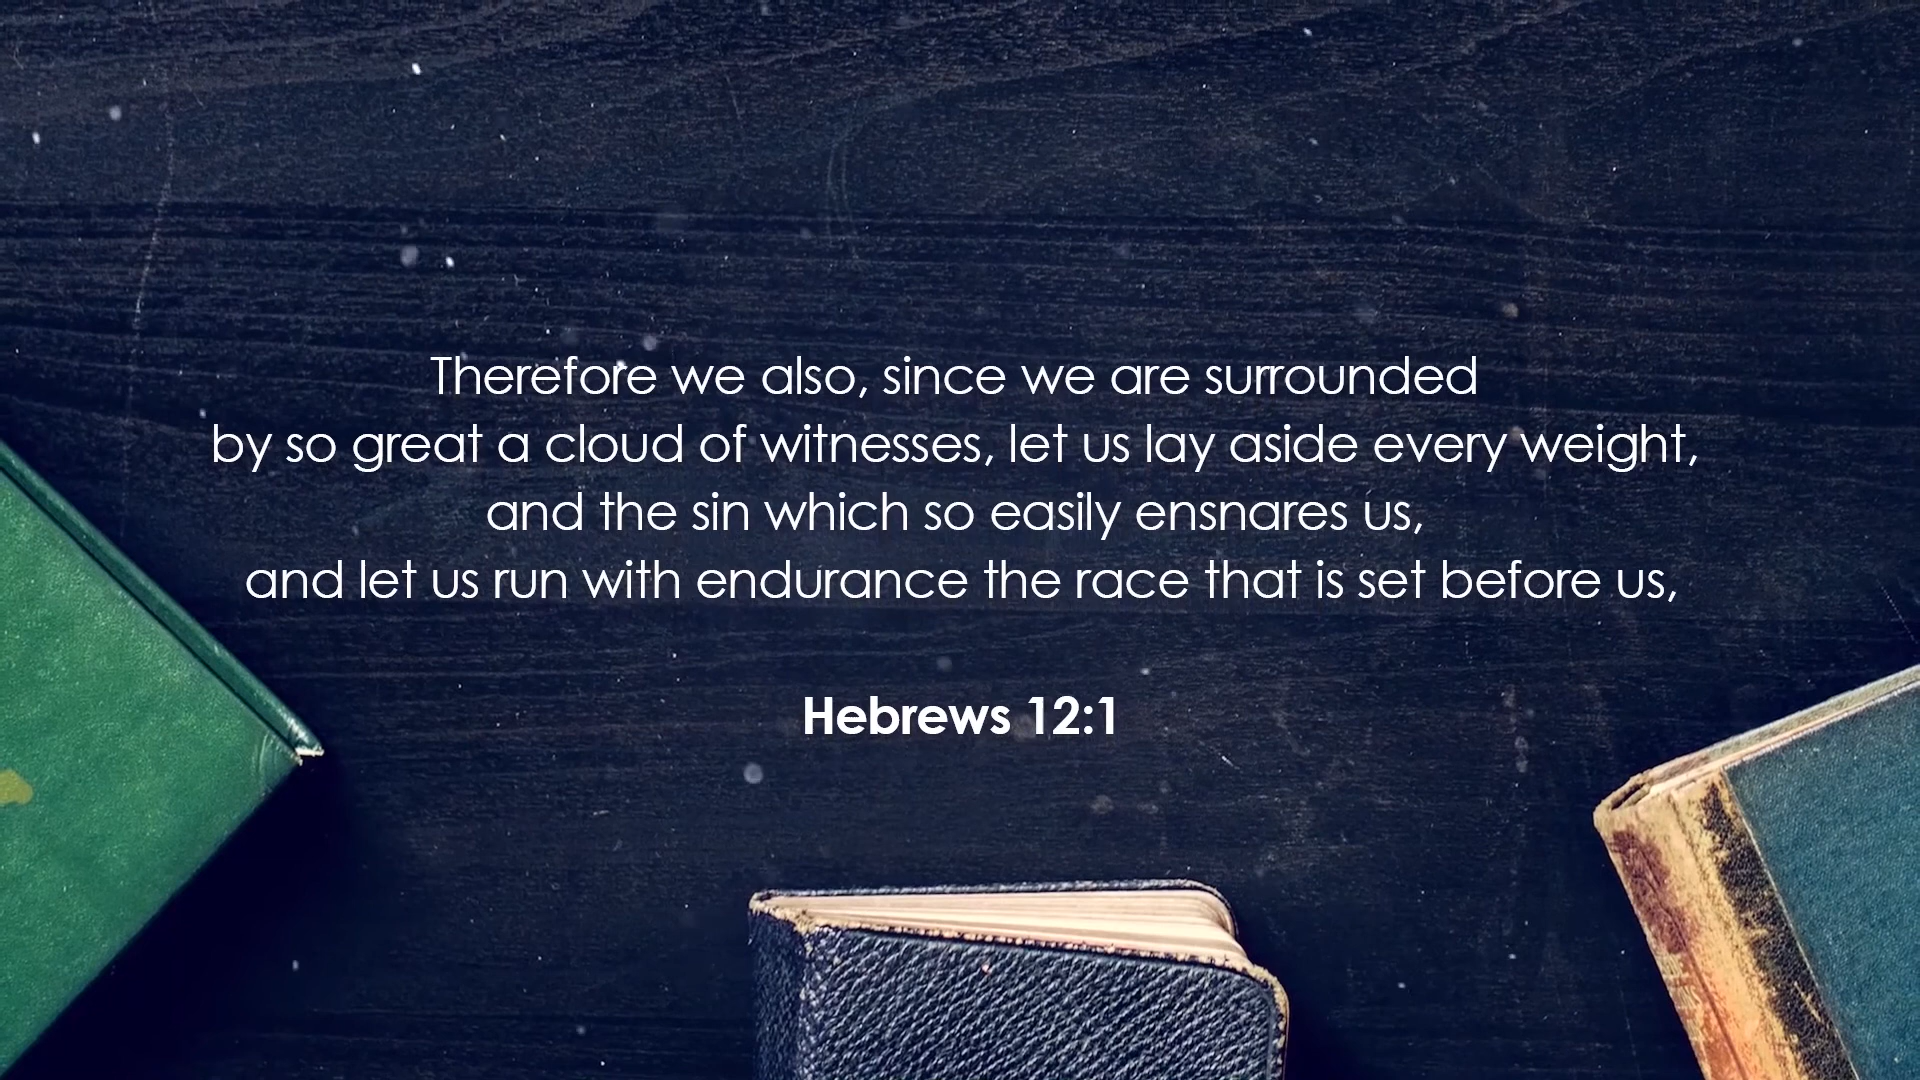 Therefore we also, since we are surrounded
by so great a cloud of witnesses, let us lay aside every weight,
and the sin which so easily ensnares us,
and let us run with endurance the race that is set before us,
Hebrews 12:1